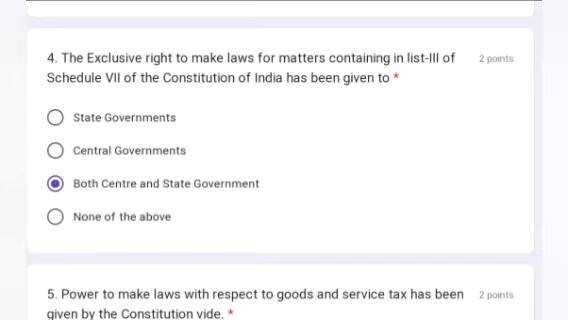 4. The Exclusive right to make laws for matters containing in list-III of 2 points
Schedule VII of the Constitution of India has been given to *
State Governments
Central Governments
Both Centre and State Government
None of the above
5. Power to make laws with respect to goods and service tax has been 2 points
given by the Constitution vide. *